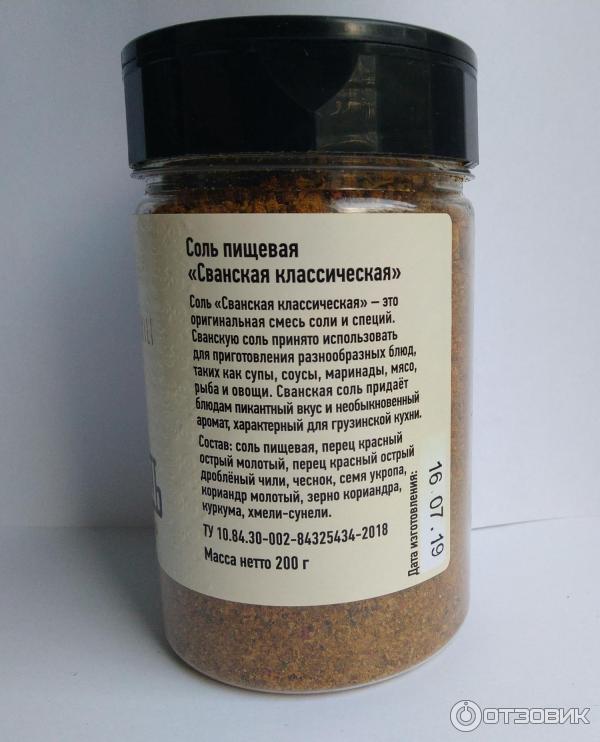 Соль пищевая
«Сванская классическая»
Соль «Сванская классическая» – это
оригинальная смесь соли и специй.
Сванскую соль принято использовать
для приготовления разнообразных блюд,
таких как супы, соусы, маринады, мясо,
рыба и овощи. Сванская соль придаёт
блюдам пикантный вкус и необыкновенный
аромат, характерный для грузинской кухни.
Состав: соль пищевая, перец красный
острый молотый, перец красный острый
дроблёный чили, чеснок, семя укропа,
кориандр молотый, зерно кориандра,
куркума, хмели-сунели.
ТУ 10.84.30-002-84325434-2018
Масса нетто 200 г
Дата изготовления:
16.07.19
ОТЗОВИК